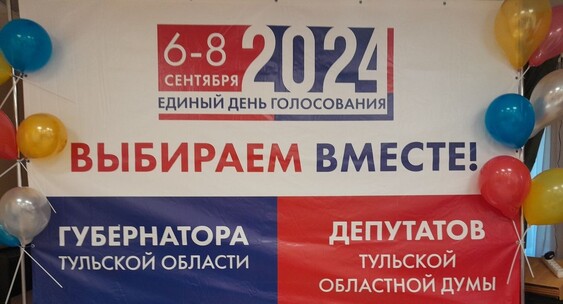 6-8
СЕНТЯБРЯ
2024
ЕДИНЫЙ ДЕНЬ ГОЛОСОВАНИЯ
ВЫБИРАЕМ ВМЕСТЕ!
ГУБЕРНАТОРА
ТУЛЬСКОЙ ОБЛАСТИ
ДЕПУТАТОВ
ТУЛЬСКОЙ
ОБЛАСТНОЙ ДУМЫ